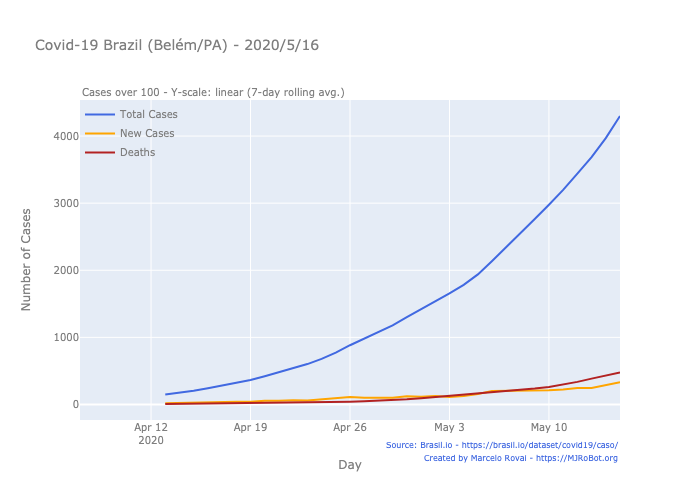 Covid-19 Brazil (Belém/PA) - 2020/5/16
Cases over 100 - Y-scale: linear (7-day rolling avg.)
Total Cases
New Cases
Deaths
4000
3000
2000
1000
0
Number of Cases
Apr 12
2020
Apr 19
Apr 26
May 3
May 10
Day
Source: Brasil.io - https://brasil.io/dataset/covid19/caso/
Created by Marcelo Rovai - https://MJRoBot.org